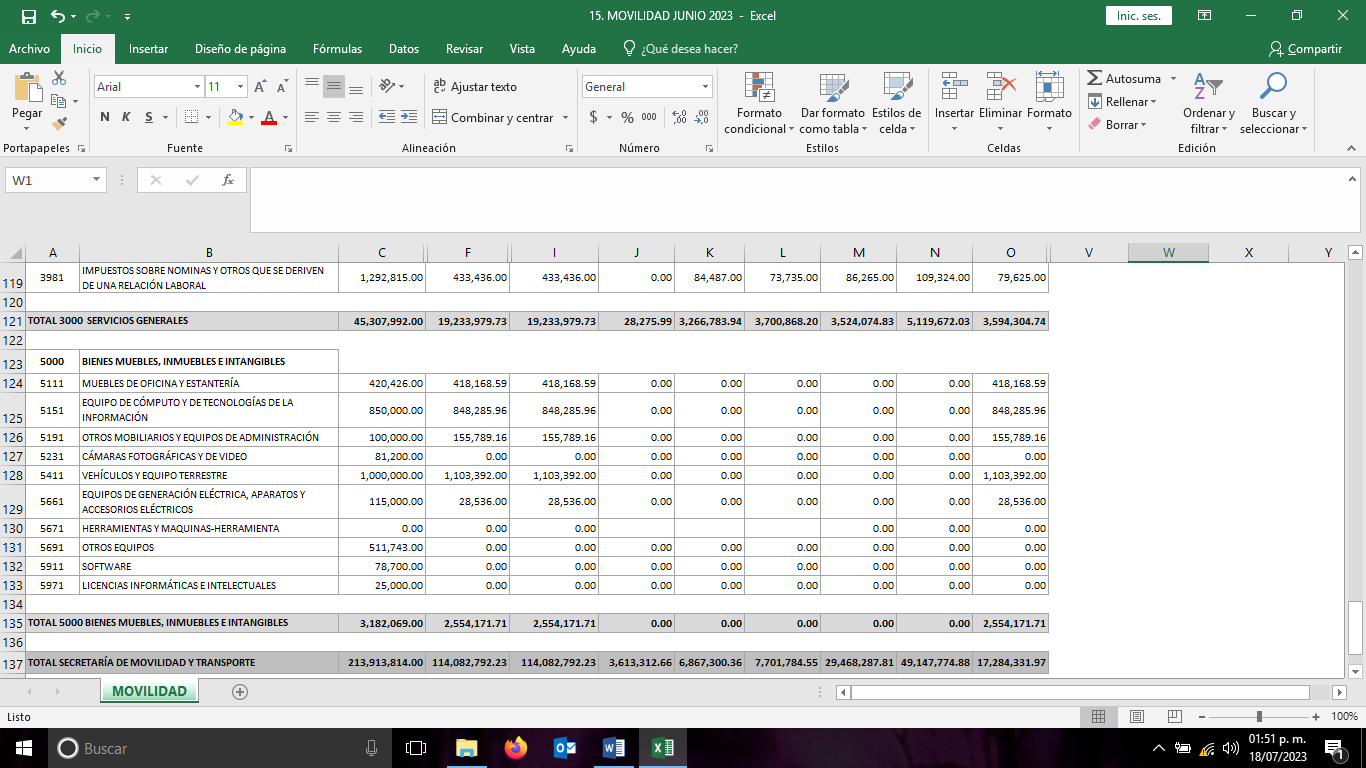 15. MOVILIDAD JUNIO 2023 - Excel
Inic. ses.
Archivo Inicio Insertar Diseño de página Fórmulas Datos Revisar Vista Ayuda ¿Qué desea hacer? Compartir
Arial 11 Ajustar texto General Autosuma
Pegar Formato condicional Dar formato como tabla Estilos de celda Insertar Eliminar Formato Rellenar Ordenar y filtrar Buscar y seleccionar
N K S Combinar y centrar $ % 000 Borrar
Portapapeles Fuente Alineación Número Estilos Celdas Edición
W1 fx
A B C F I J K L M N O V W X Y
119 3981 IMPUESTOS SOBRE NOMINAS Y OTROS QUE SE DERIVEN DE UNA RELACIÓN LABORAL 1,292,815.00 433,436.00 433,436.00 0.00 84,487.00 73,735.00 86,265.00 109,324.00 79,625.00
120
121 TOTAL 3000 SERVICIOS GENERALES 45,307,992.00 19,233,979.73 19,233,979.73 28,275.99 3,266,783.94 3,700,868.20 3,524,074.83 5,119,672.03 3,594,304.74
122
123 5000 BIENES MUEBLES, INMUEBLES E INTANGIBLES
124 5111 MUEBLES DE OFICINA Y ESTANTERÍA 420,426.00 418,168.59 418,168.59 0.00 0.00 0.00 0.00 0.00 418,168.59
125 5151 EQUIPO DE CÓMPUTO Y DE TECNOLOGÍAS DE LA INFORMACIÓN 850,000.00 848,285.96 848,285.96 0.00 0.00 0.00 0.00 0.00 848,285.96
126 5191 OTROS MOBILIARIOS Y EQUIPOS DE ADMINISTRACIÓN 100,000.00 155,789.16 155,789.16 0.00 0.00 0.00 0.00 0.00 155,789.16
127 5231 CÁMARAS FOTOGRÁFICAS Y DE VIDEO 81,200.00 0.00 0.00 0.00 0.00 0.00 0.00 0.00 0.00
128 5411 VEHÍCULOS Y EQUIPO TERRESTRE 1,000,000.00 1,103,392.00 1,103,392.00 0.00 0.00 0.00 0.00 0.00 1,103,392.00
129 5661 EQUIPOS DE GENERACIÓN ELÉCTRICA, APARATOS Y ACCESORIOS ELÉCTRICOS 115,000.00 28,536.00 28,536.00 0.00 0.00 0.00 0.00 0.00 28,536.00
130 5671 HERRAMIENTAS Y MAQUINAS-HERRAMIENTA 0.00 0.00 0.00 0.00 0.00 0.00
131 5691 OTROS EQUIPOS 511,743.00 0.00 0.00 0.00 0.00 0.00 0.00 0.00 0.00
132 5911 SOFTWARE 78,700.00 0.00 0.00 0.00 0.00 0.00 0.00 0.00 0.00
133 5971 LICENCIAS INFORMÁTICAS E INTELECTUALES 25,000.00 0.00 0.00 0.00 0.00 0.00 0.00 0.00 0.00
134
135 TOTAL 5000 BIENES MUEBLES, INMUEBLES E INTANGIBLES 3,182,069.00 2,554,171.71 2,554,171.71 0.00 0.00 0.00 0.00 0.00 2,554,171.71
136
137 TOTAL SECRETARÍA DE MOVILIDAD Y TRANSPORTE 213,913,814.00 114,082,792.23 114,082,792.23 3,613,312.66 6,867,300.36 7,701,784.55 29,468,287.81 49,147,774.88 17,284,331.97
MOVILIDAD
Listo 100%
Buscar
01:51 p. m.
18/07/2023
1